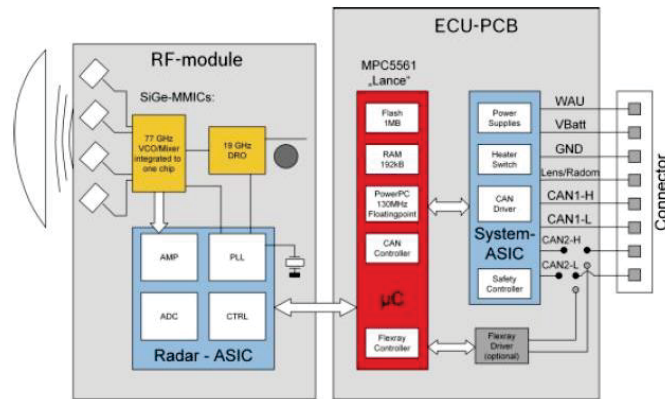 ECU-PCB
RF-module
SiGe-MMICs:
77 GHz
VCO/Mixer
integrated to
one chip
19 GHz
DRO
AMP
PLL
ADC
CTRL
Radar - ASIC
MPC5561
„Lance"
Flash
1MB
RAM
192kB
PowerPC
130MHz
Floatingpoint
CAN
Controller
µC
Flexray
Controller
Power
Supplies
Heater
Switch
CAN
Driver
System-
ASIC
Safety
Controller
Flexray
Driver
(optional)
WAU
VBatt
GND
Lens/Radom
CAN1-H
CAN1-L
CAN2-H
CAN2-L
Connector